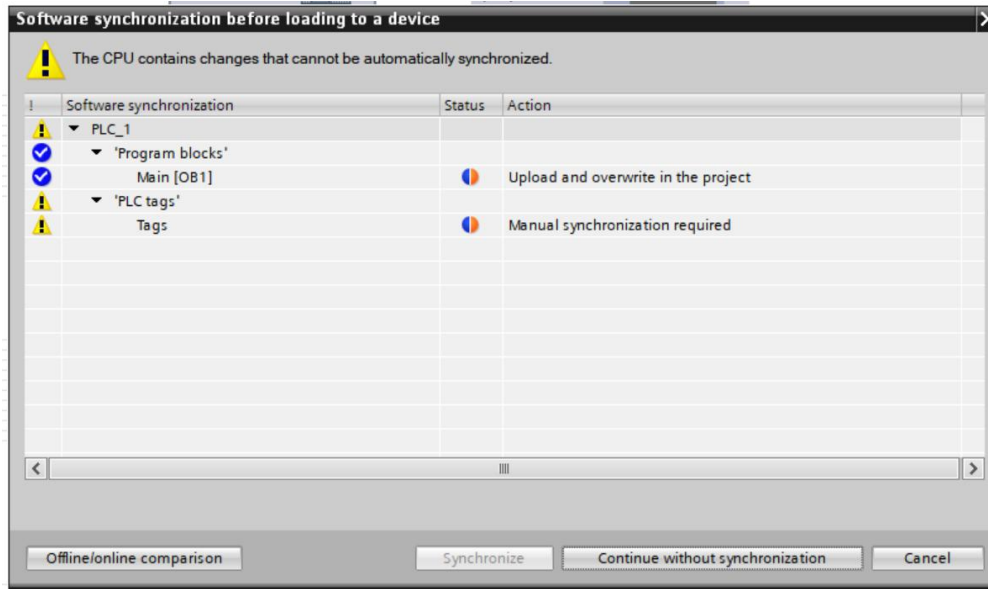 Software synchronization before loading to a device
The CPU contains changes that cannot be automatically synchronized.
! Software synchronization Status Action
PLC_1
'Program blocks'
Main [OB1] Upload and overwrite in the project
'PLC tags'
Tags Manual synchronization required
Offline/online comparison Synchronize Continue without synchronization Cancel